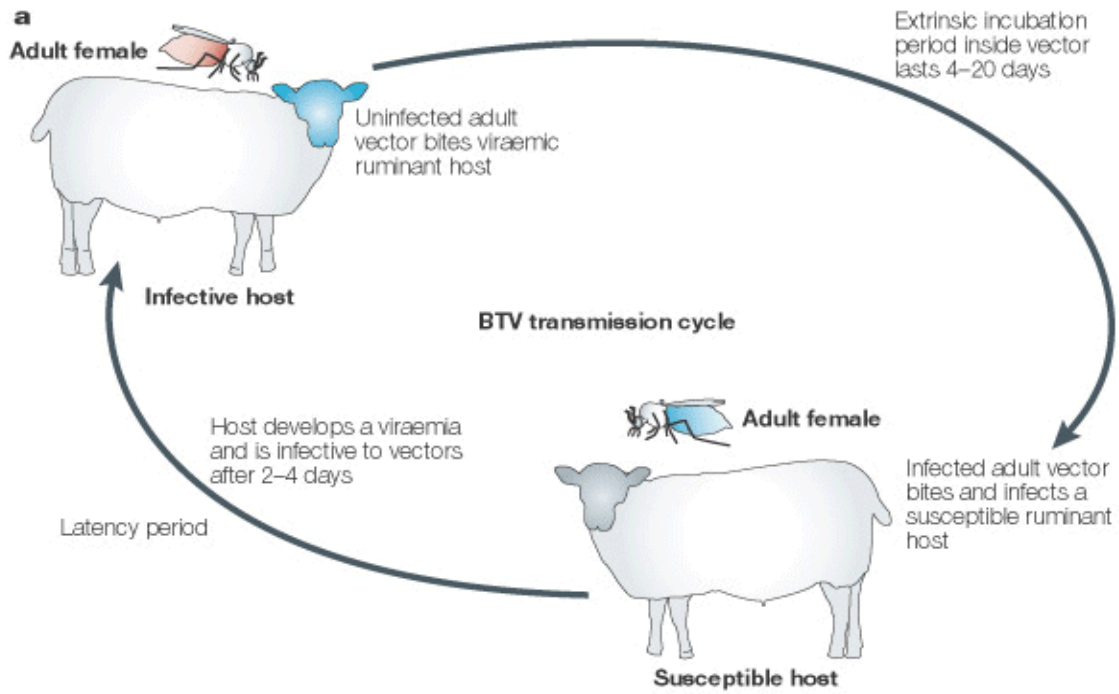 a
Adult female
Extrinsic incubation
period inside vector
lasts 4–20 days
Uninfected adult
vector bites viraemic
ruminant host
Infective host
BTV transmission cycle
Adult female
Host develops a viraemia
and is infective to vectors
after 2–4 days
Infected adult vector
bites and infects a
susceptible ruminant
host
Latency period
Susceptible host